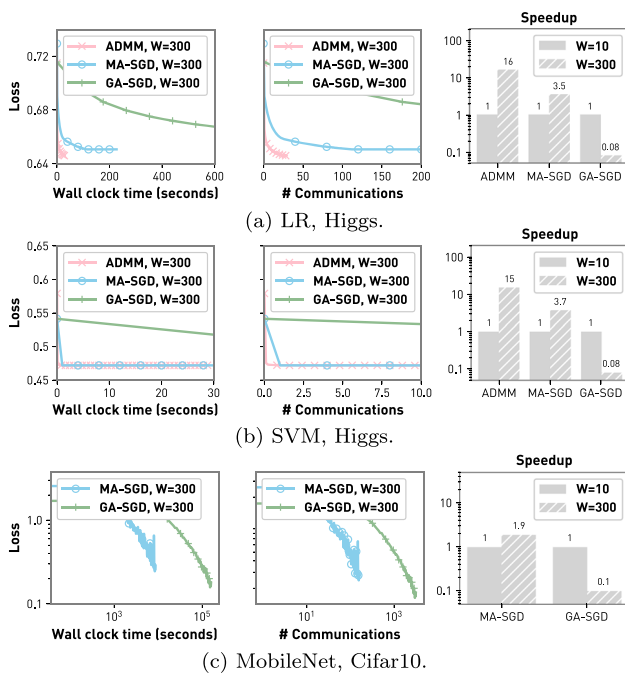 Speedup
0.72
0.68
0.64
Loss
ADMM, W=300
MA-SGD, W=300
GA-SGD, W=300
0 200 400 600
Wall clock time (seconds)
ADMM, W=300
MA-SGD, W=300
GA-SGD, W=300
0 50 100 150 200
# Communications
100
10
1
0.1
W=10
W=300
1 16 1 3.5 1 0.08
ADMM MA-SGD GA-SGD
(a) LR, Higgs.
Speedup
0.65
0.60
0.55
0.50
0.45
Loss
ADMM, W=300
MA-SGD, W=300
GA-SGD, W=300
0 10 20 30
Wall clock time (seconds)
ADMM, W=300
MA-SGD, W=300
GA-SGD, W=300
0.0 2.5 5.0 7.5 10.0
# Communications
100
10
1
0.1
W=10
W=300
1 15 1 3.7 1 0.08
ADMM MA-SGD GA-SGD
(b) SVM, Higgs.
Speedup
1.0
0.1
Loss
MA-SGD, W=300
GA-SGD, W=300
10³ 10⁵
Wall clock time (seconds)
MA-SGD, W=300
GA-SGD, W=300
10¹ 10³
# Communications
10
1
0.1
W=10
W=300
1 1.9 1 0.1
MA-SGD GA-SGD
(c) MobileNet, Cifar10.